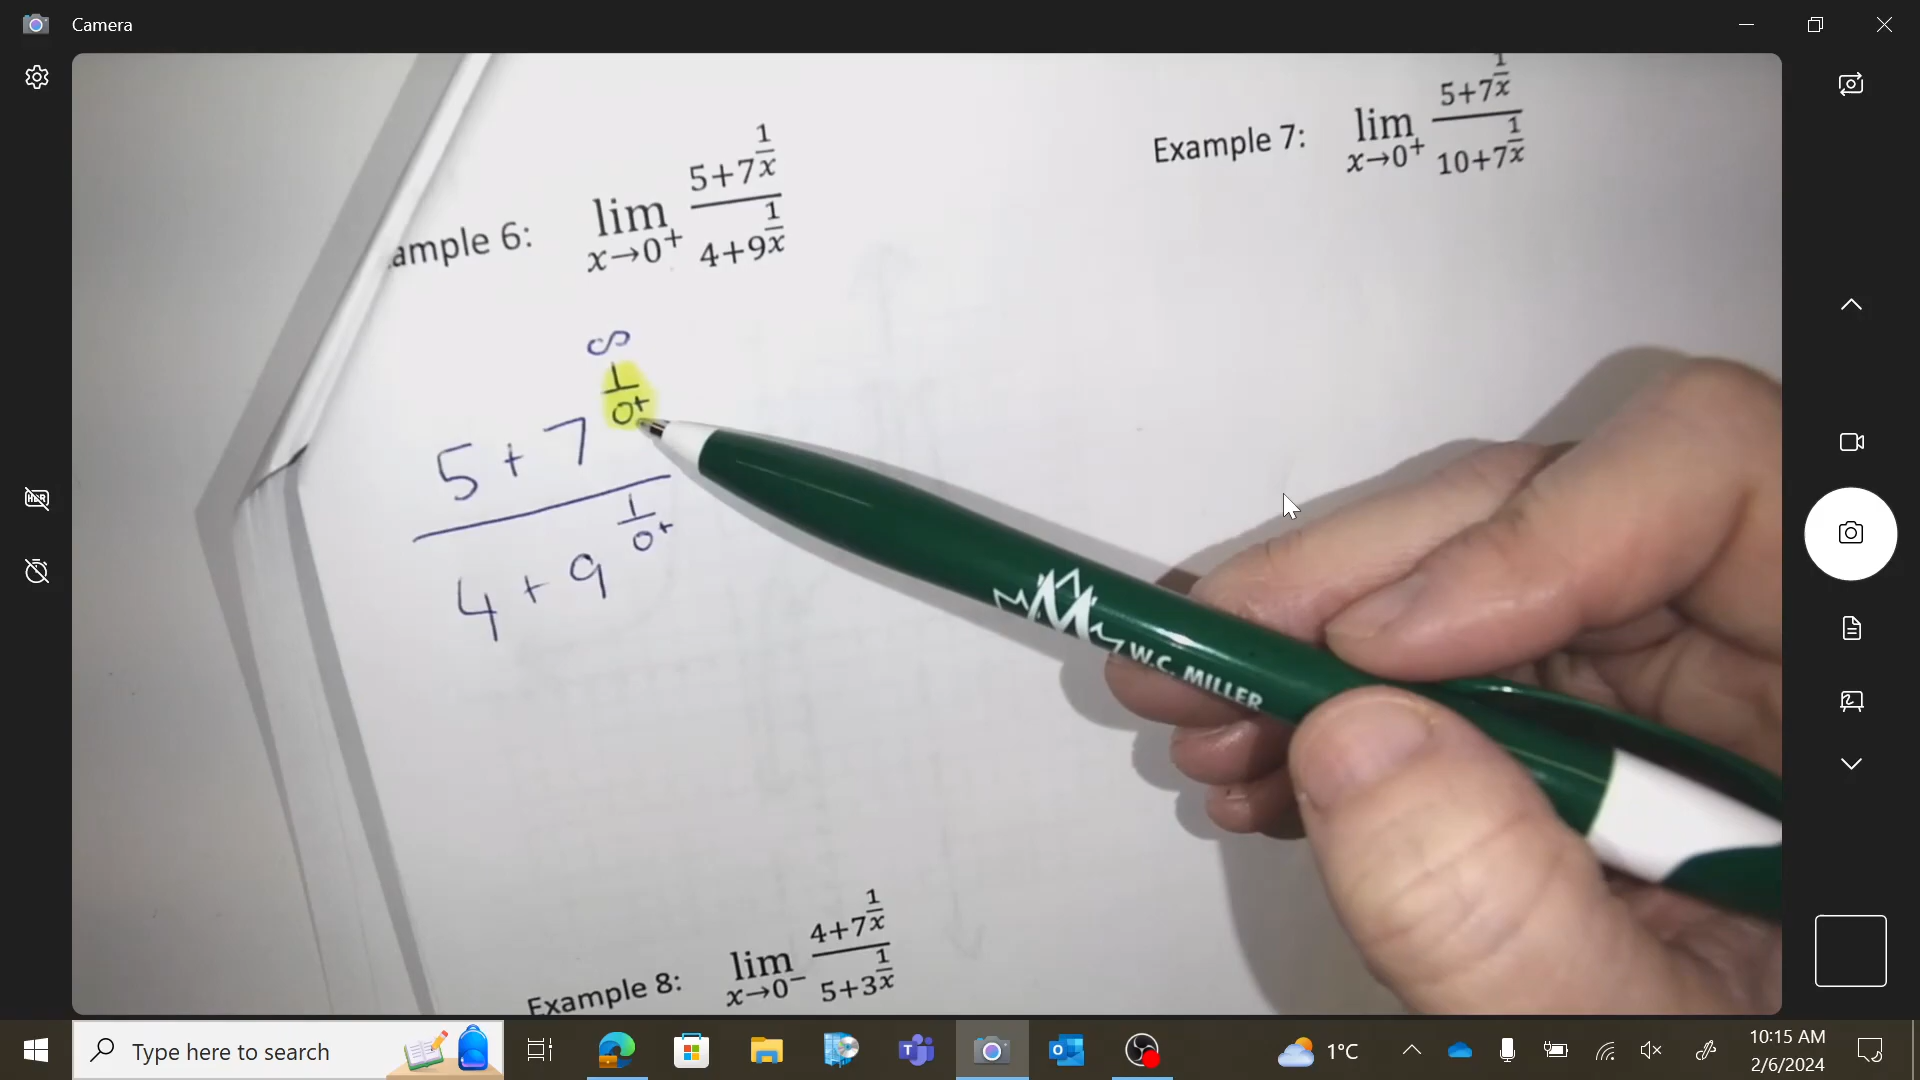 Camera
ample 6: lim x→0⁺ (5+7^(1/x))/(4+9^(1/x))
Example 7: lim x→0⁺ (5+7^(1/x))/(10+7^(1/x))
∞
5 + 7^(1/0⁺)
4 + 9^(1/0⁺)
W.C. MILLER
Example 8: lim x→0⁻ (4+7^(1/x))/(5+3^(1/x))
HDR
Type here to search
1°C
10:15 AM
2/6/2024